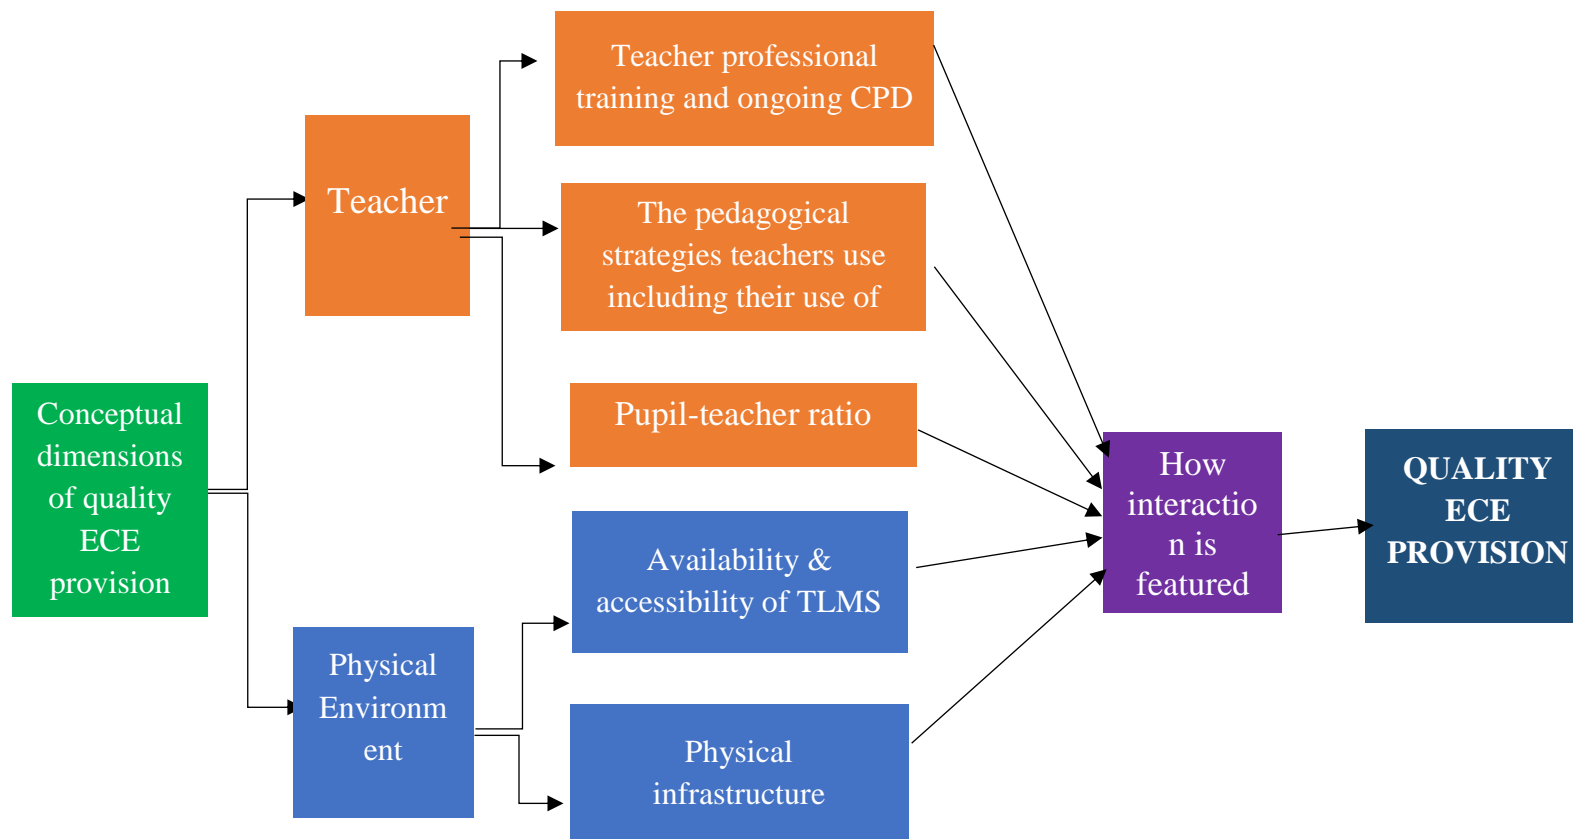 Conceptual
dimensions
of quality
ECE
provision
Teacher
Physical
Environm
ent
Teacher professional
training and ongoing CPD
The pedagogical
strategies teachers use
including their use of
Pupil-teacher ratio
Availability &
accessibility of TLMS
Physical
infrastructure
How
interactio
n is
featured
QUALITY
ECE
PROVISION